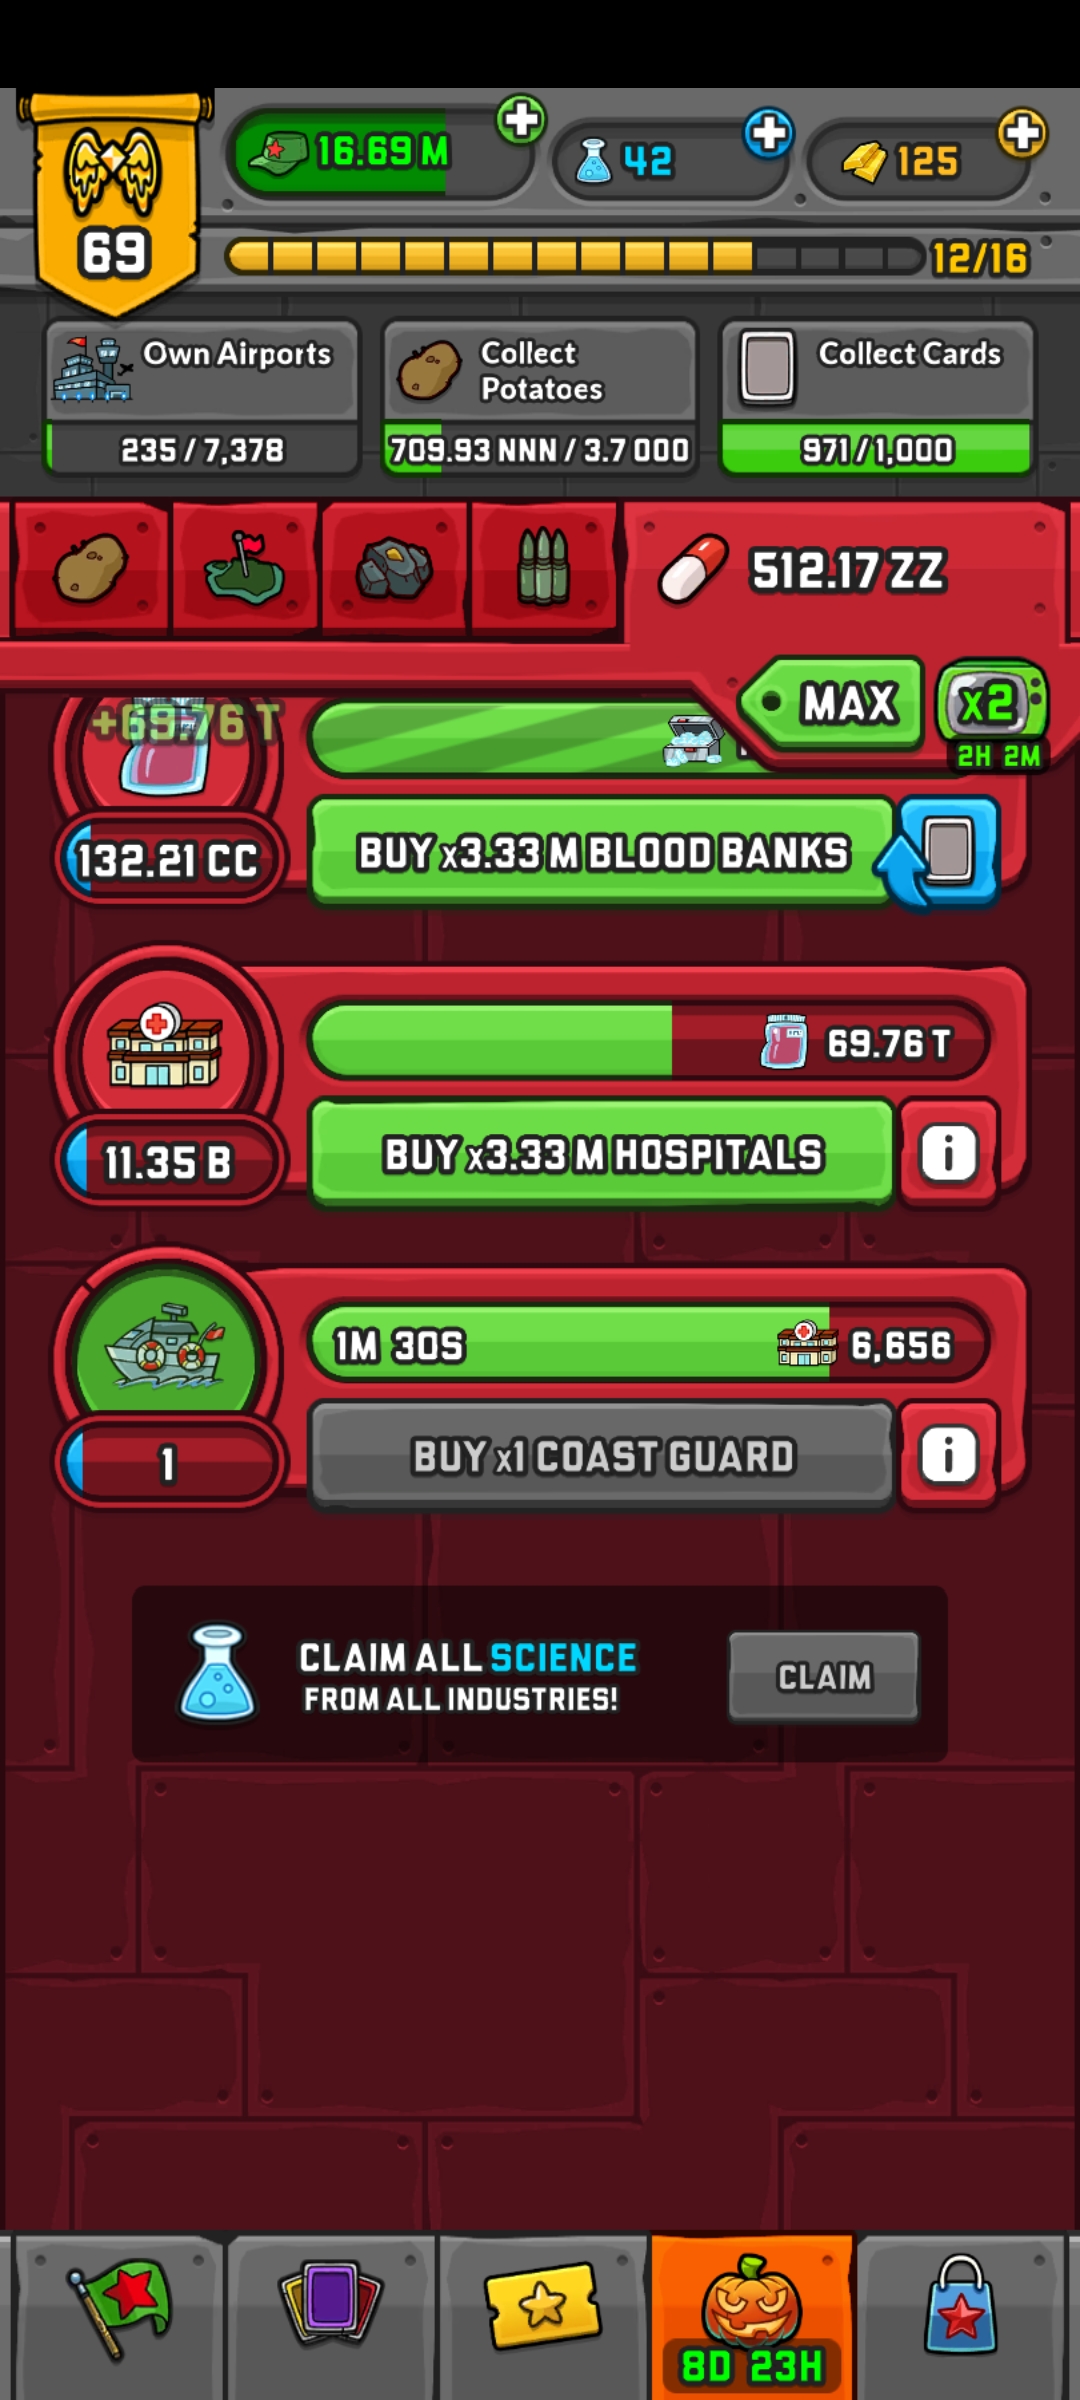 16.69 M
42
125
69
12/16
Own Airports
235 / 7,378
Collect
Potatoes
709.93 NNN / 3.7 OOO
Collect Cards
971 / 1,000
512.17 ZZ
MAX
x2
2H 2M
+69.76 T
132.21 CC
BUY x3.33 M BLOOD BANKS
69.76 T
11.35 B
BUY x3.33 M HOSPITALS
1M 30S
6,656
1
BUY x1 COAST GUARD
CLAIM ALL SCIENCE
FROM ALL INDUSTRIES!
CLAIM
8D 23H